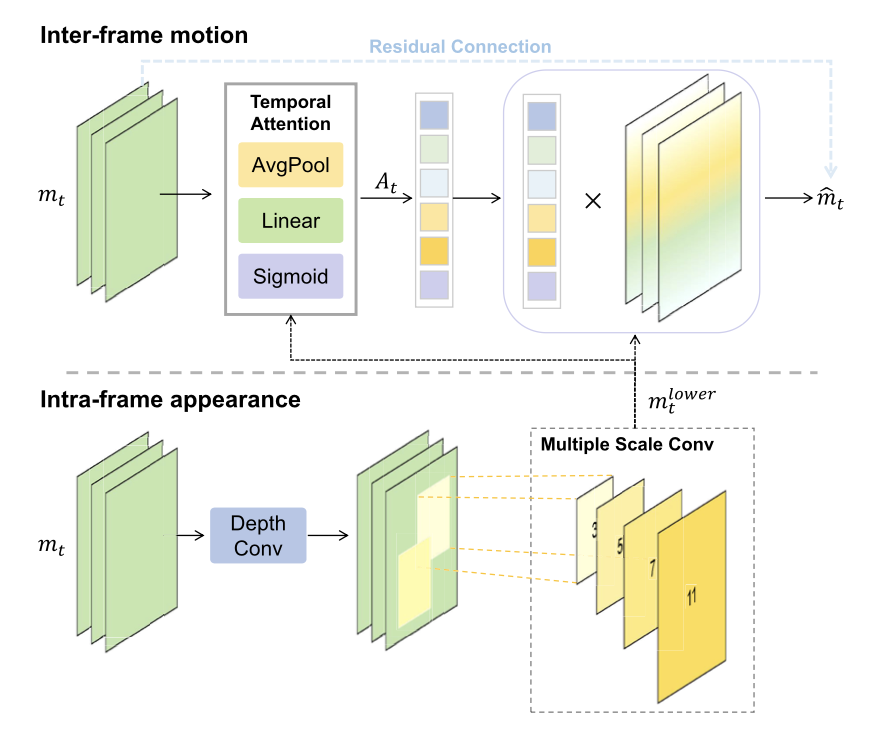 Inter-frame motion
Residual Connection
Temporal
Attention
AvgPool
Linear
Sigmoid
m_t
A_t
×
m̂_t
Intra-frame appearance
m_t^{lower}
Multiple Scale Conv
m_t
Depth
Conv
3
5
7
11